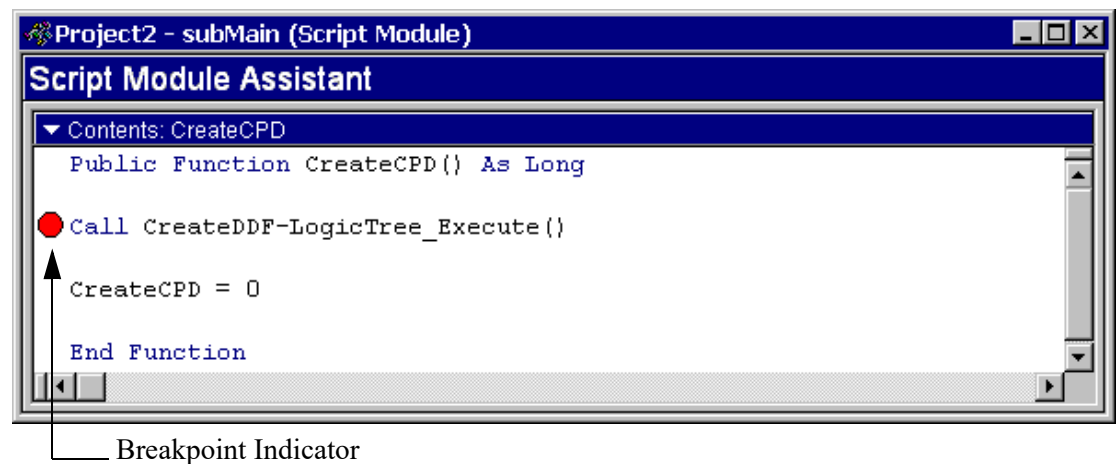 Project2 - subMain (Script Module)
Script Module Assistant
Contents: CreateCPD
Public Function CreateCPD() As Long
Call CreateDDF-LogicTree_Execute()
CreateCPD = 0
End Function
Breakpoint Indicator